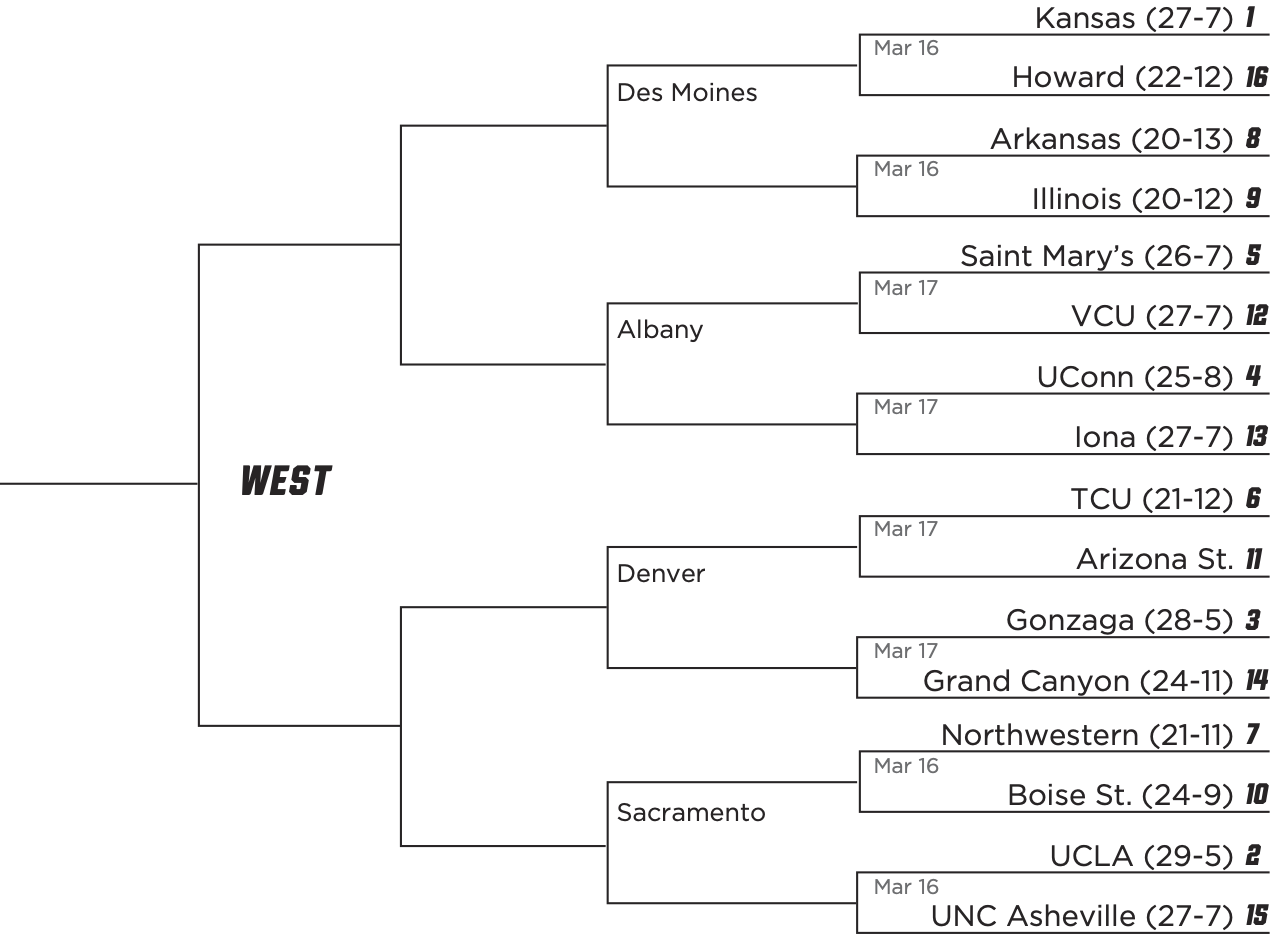 Kansas (27-7) 1
Mar 16
Howard (22-12) 16
Des Moines
Arkansas (20-13) 8
Mar 16
Illinois (20-12) 9
Saint Mary’s (26-7) 5
Mar 17
VCU (27-7) 12
Albany
UConn (25-8) 4
Mar 17
Iona (27-7) 13
WEST
TCU (21-12) 6
Mar 17
Arizona St. 11
Denver
Gonzaga (28-5) 3
Mar 17
Grand Canyon (24-11) 14
Northwestern (21-11) 7
Mar 16
Boise St. (24-9) 10
Sacramento
UCLA (29-5) 2
Mar 16
UNC Asheville (27-7) 15